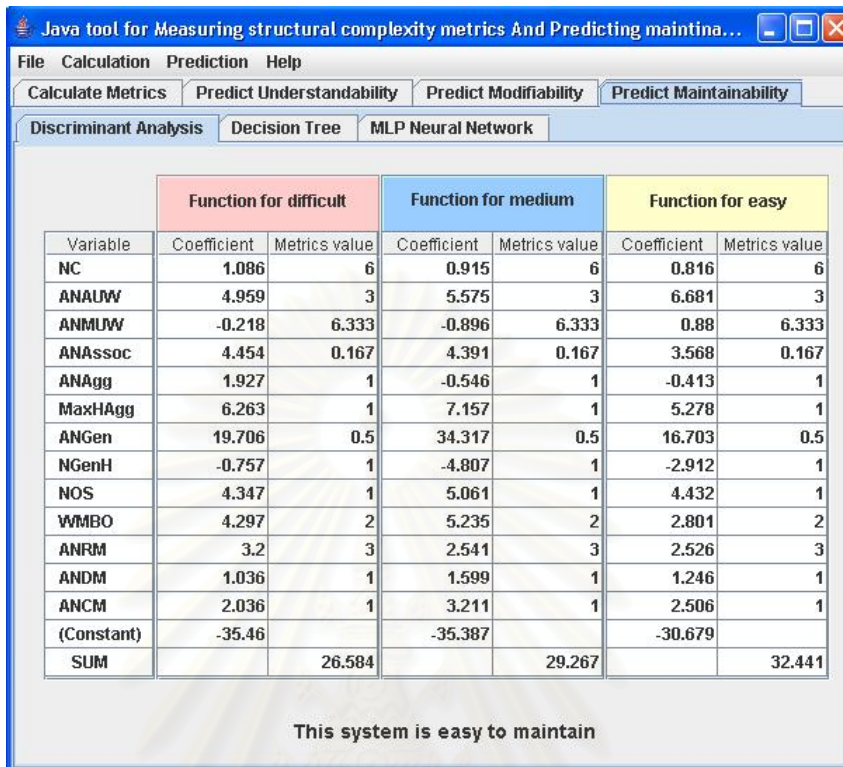 Java tool for Measuring structural complexity metrics And Predicting maintina...
File Calculation Prediction Help
Calculate Metrics Predict Understandability Predict Modifiability Predict Maintainability
Discriminant Analysis Decision Tree MLP Neural Network
Function for difficult Function for medium Function for easy
Variable Coefficient Metrics value Coefficient Metrics value Coefficient Metrics value
NC 1.086 6 0.915 6 0.816 6
ANAUW 4.959 3 5.575 3 6.681 3
ANMUW -0.218 6.333 -0.896 6.333 0.88 6.333
ANAssoc 4.454 0.167 4.391 0.167 3.568 0.167
ANAgg 1.927 1 -0.546 1 -0.413 1
MaxHAgg 6.263 1 7.157 1 5.278 1
ANGen 19.706 0.5 34.317 0.5 16.703 0.5
NGenH -0.757 1 -4.807 1 -2.912 1
NOS 4.347 1 5.061 1 4.432 1
WMBO 4.297 2 5.235 2 2.801 2
ANRM 3.2 3 2.541 3 2.526 3
ANDM 1.036 1 1.599 1 1.246 1
ANCM 2.036 1 3.211 1 2.506 1
(Constant) -35.46 -35.387 -30.679
SUM 26.584 29.267 32.441
This system is easy to maintain